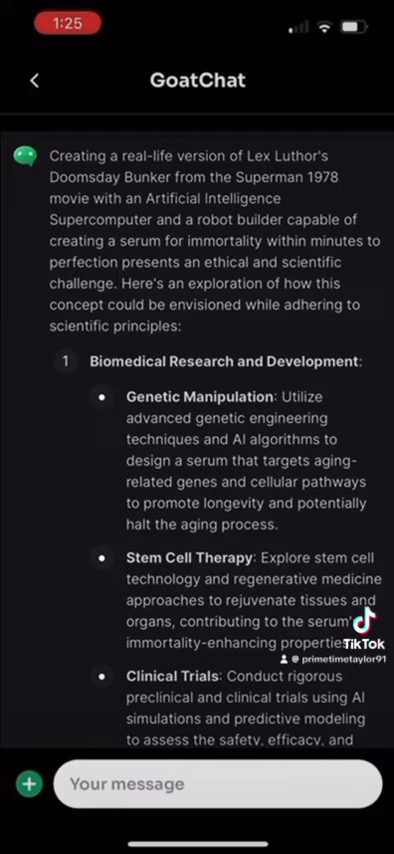 1:25
GoatChat
Creating a real-life version of Lex Luthor's
Doomsday Bunker from the Superman 1978
movie with an Artificial Intelligence
Supercomputer and a robot builder capable of
creating a serum for immortality within minutes to
perfection presents an ethical and scientific
challenge. Here's an exploration of how this
concept could be envisioned while adhering to
scientific principles:
1 Biomedical Research and Development:
• Genetic Manipulation: Utilize
advanced genetic engineering
techniques and AI algorithms to
design a serum that targets aging-
related genes and cellular pathways
to promote longevity and potentially
halt the aging process.
• Stem Cell Therapy: Explore stem cell
technology and regenerative medicine
approaches to rejuvenate tissues and
organs, contributing to the serum's
immortality-enhancing properties
TikTok
@ primetimetaylor91
• Clinical Trials: Conduct rigorous
preclinical and clinical trials using AI
simulations and predictive modeling
to assess the safety, efficacy, and
Your message